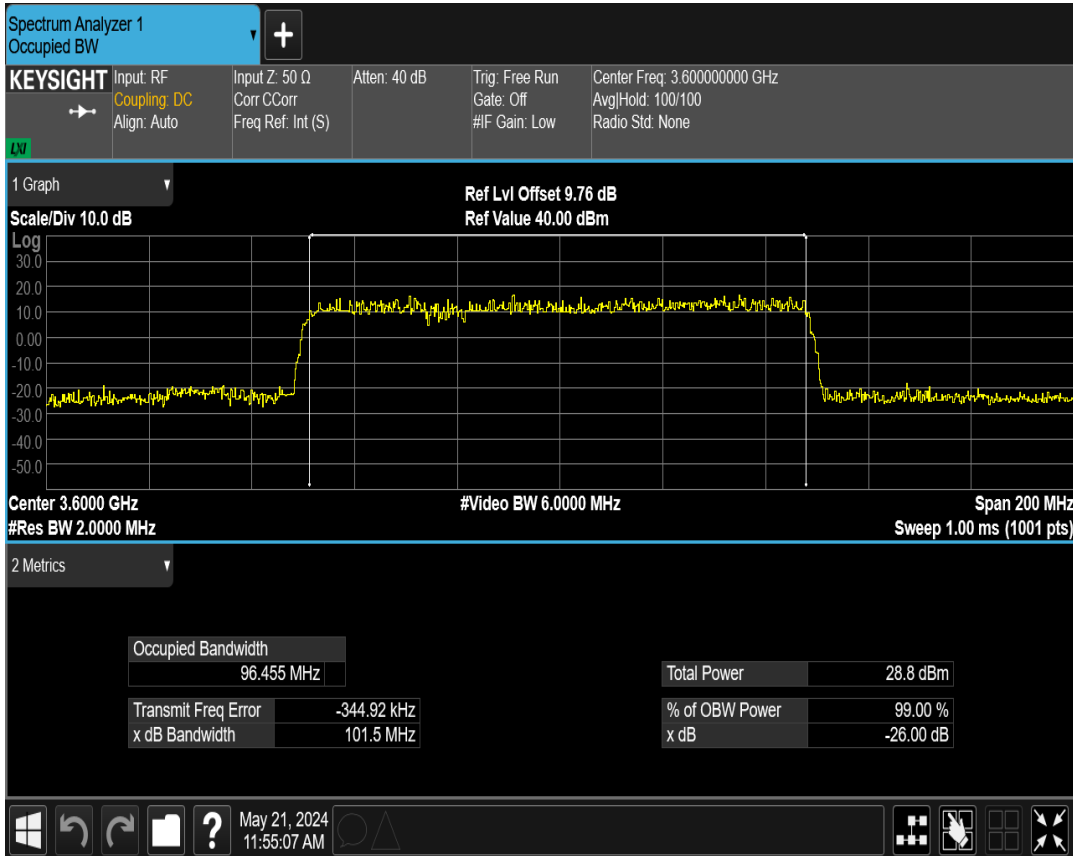 Spectrum Analyzer 1
Occupied BW
+
KEYSIGHT
LXI
Input: RF
Coupling: DC
Align: Auto
Input Z: 50 Ω
Corr CCorr
Freq Ref: Int (S)
Atten: 40 dB
Trig: Free Run
Gate: Off
#IF Gain: Low
Center Freq: 3.600000000 GHz
Avg|Hold: 100/100
Radio Std: None
1 Graph
Scale/Div 10.0 dB
Ref Lvl Offset 9.76 dB
Ref Value 40.00 dBm
Log
30.0
20.0
10.0
0.00
-10.0
-20.0
-30.0
-40.0
-50.0
Center 3.6000 GHz
#Video BW 6.0000 MHz
Span 200 MHz
#Res BW 2.0000 MHz
Sweep 1.00 ms (1001 pts)
2 Metrics
Occupied Bandwidth
96.455 MHz
Total Power 28.8 dBm
Transmit Freq Error -344.92 kHz
% of OBW Power 99.00 %
x dB Bandwidth 101.5 MHz
x dB -26.00 dB
?
May 21, 2024
11:55:07 AM